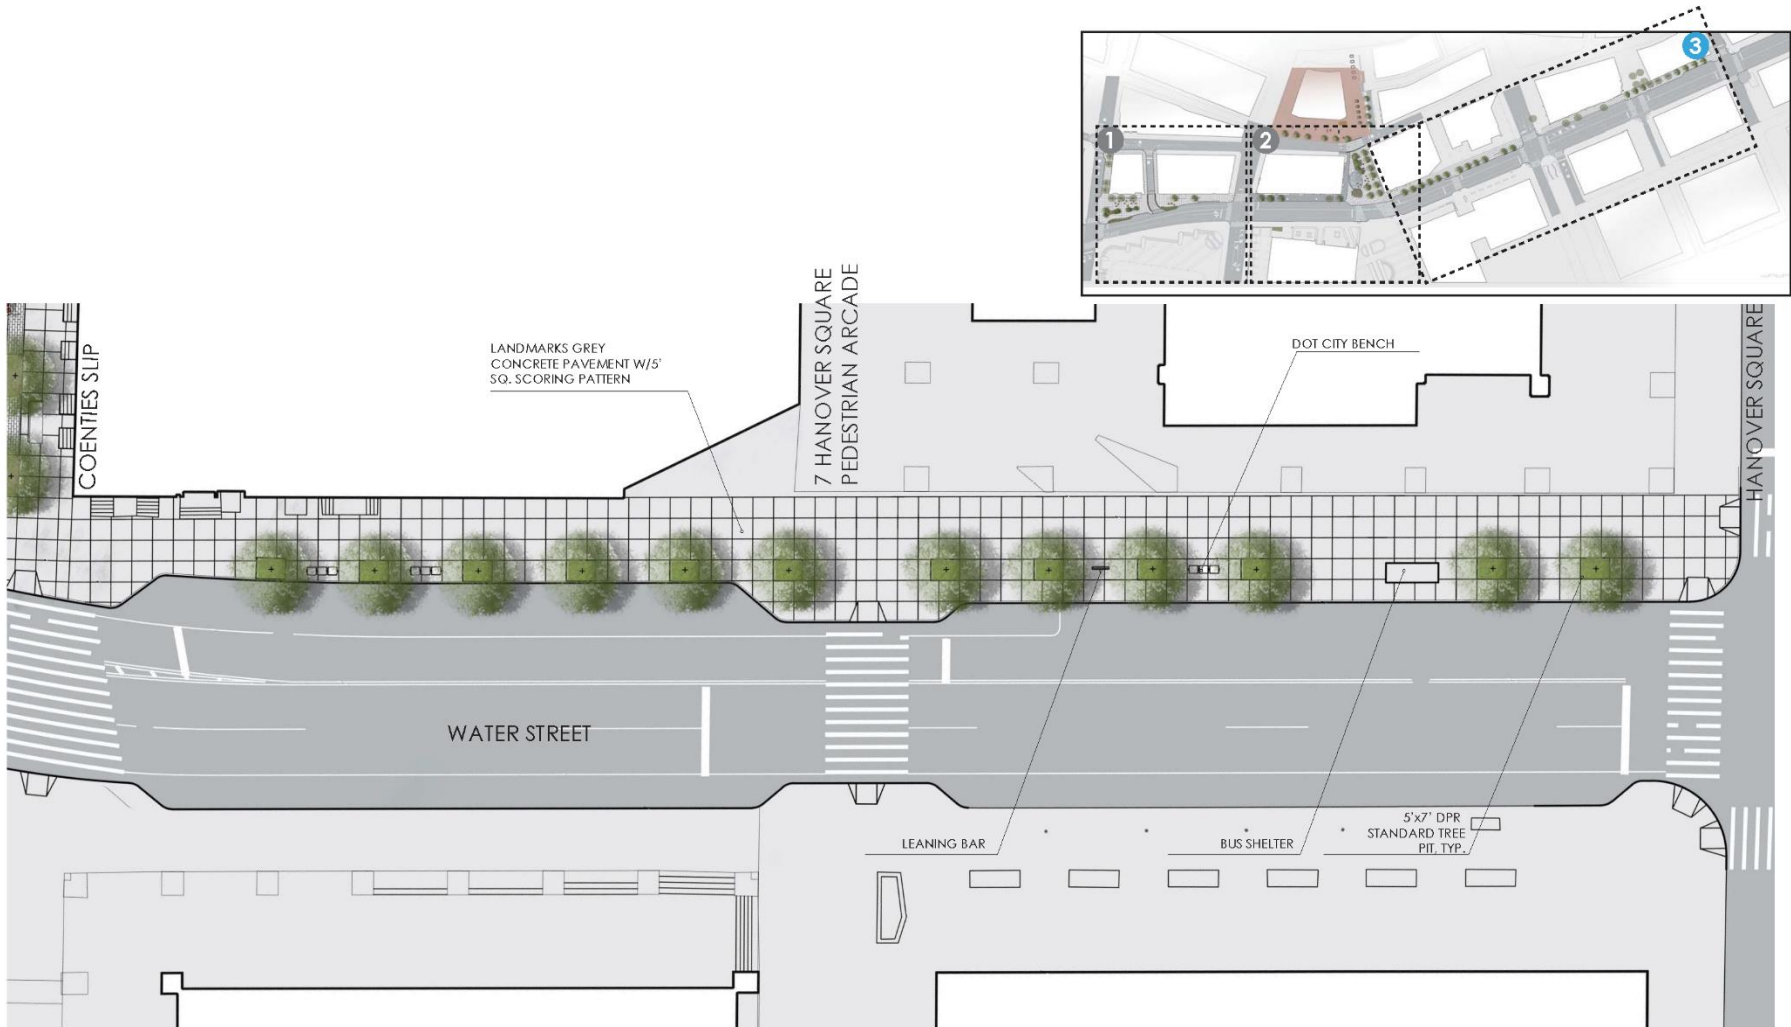 1
2
3
COENTIES SLIP
LANDMARKS GREY
CONCRETE PAVEMENT W/5'
SQ. SCORING PATTERN
7 HANOVER SQUARE
PEDESTRIAN ARCADE
DOT CITY BENCH
HANOVER SQUARE
WATER STREET
LEANING BAR
BUS SHELTER
5'x7' DPR
STANDARD TREE
PIT, TYP.